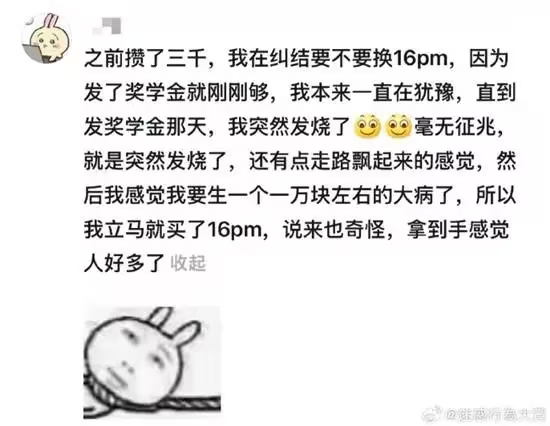 之前攒了三千，我在纠结要不要换16pm，因为
发了奖学金就刚刚够，我本来一直在犹豫，直到
发奖学金那天，我突然发烧了毫无征兆，
就是突然发烧了，还有点走路飘起来的感觉，然
后我感觉我要生一个一万块左右的大病了，所以
我立马就买了16pm，说来也奇怪，拿到手感觉
人好多了 收起
@迷惑行為大賞